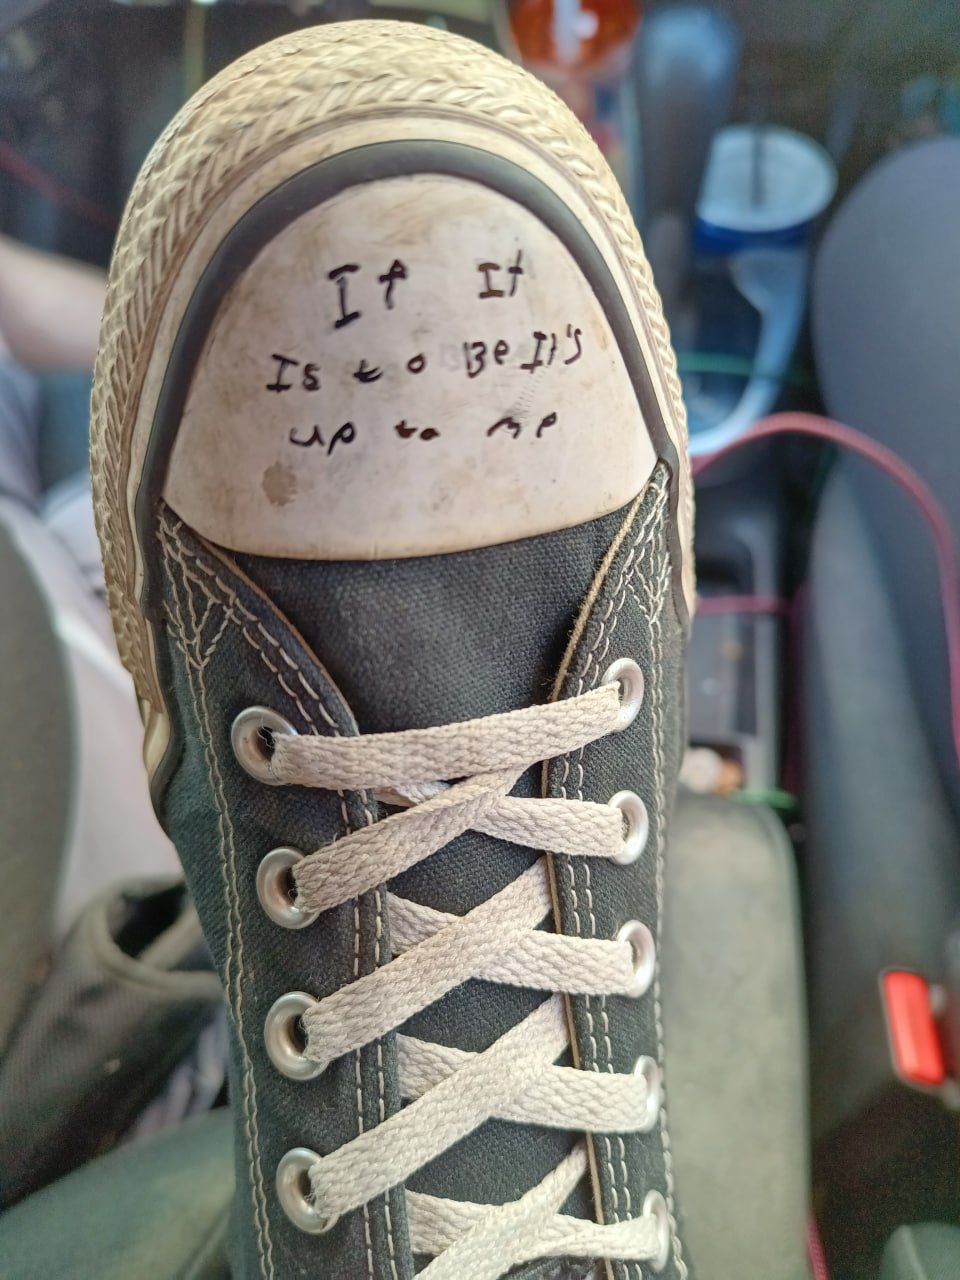 If It
Is to Be It's
up to me